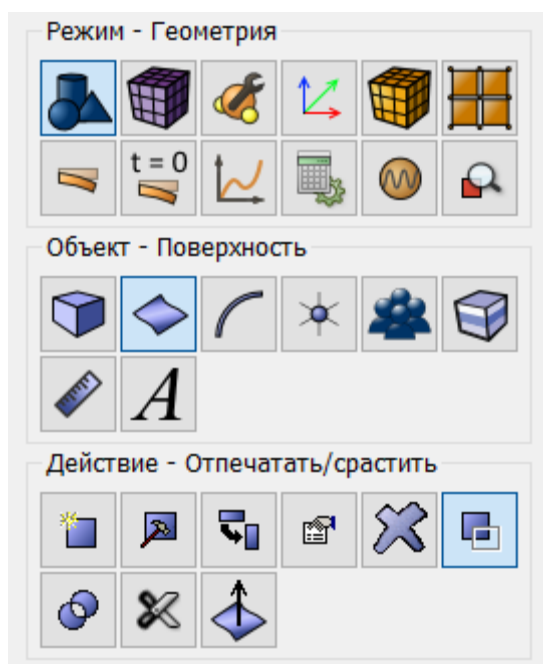 Режим - Геометрия
t = 0
Объект - Поверхность
A
Действие - Отпечатать/срастить